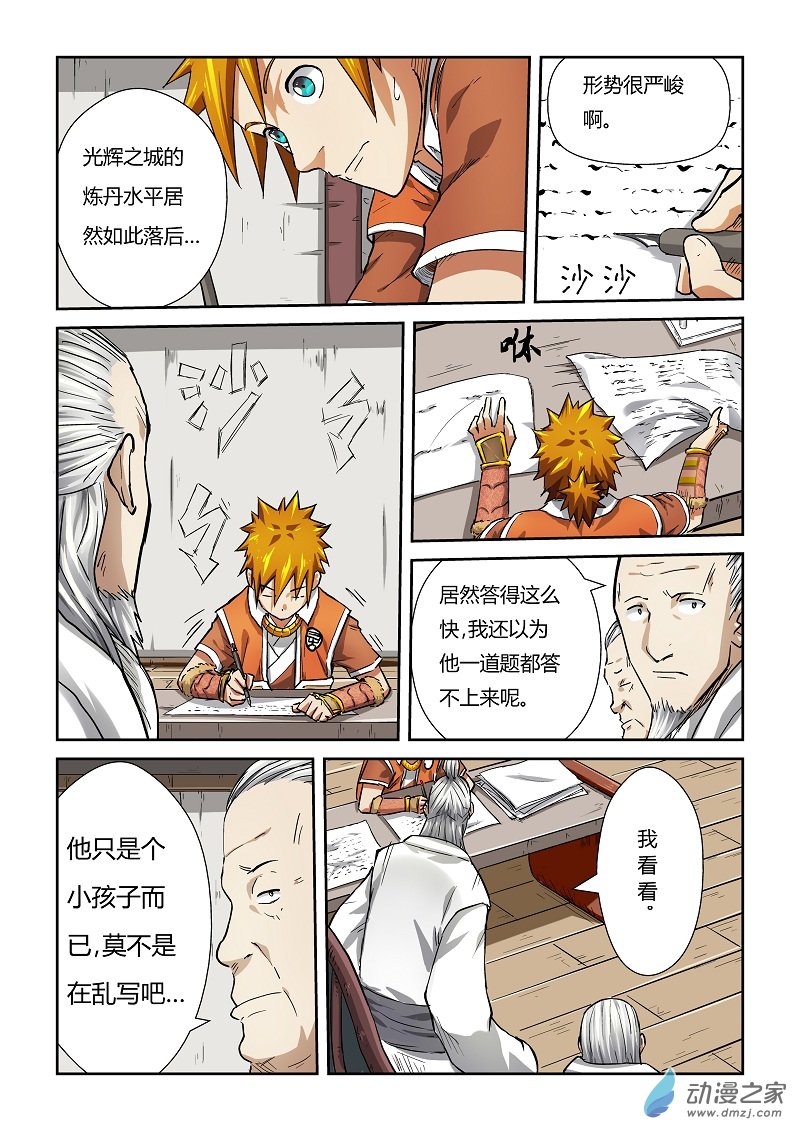 光辉之城的
炼丹水平居
然如此落后…
形势很严峻
啊。
沙沙
咻
居然答得这么
快,我还以为
他一道题都答
不上来呢。
他只是个
小孩子而
已,莫不是
在乱写吧…
我看看。
动漫之家
www.dmzj.com